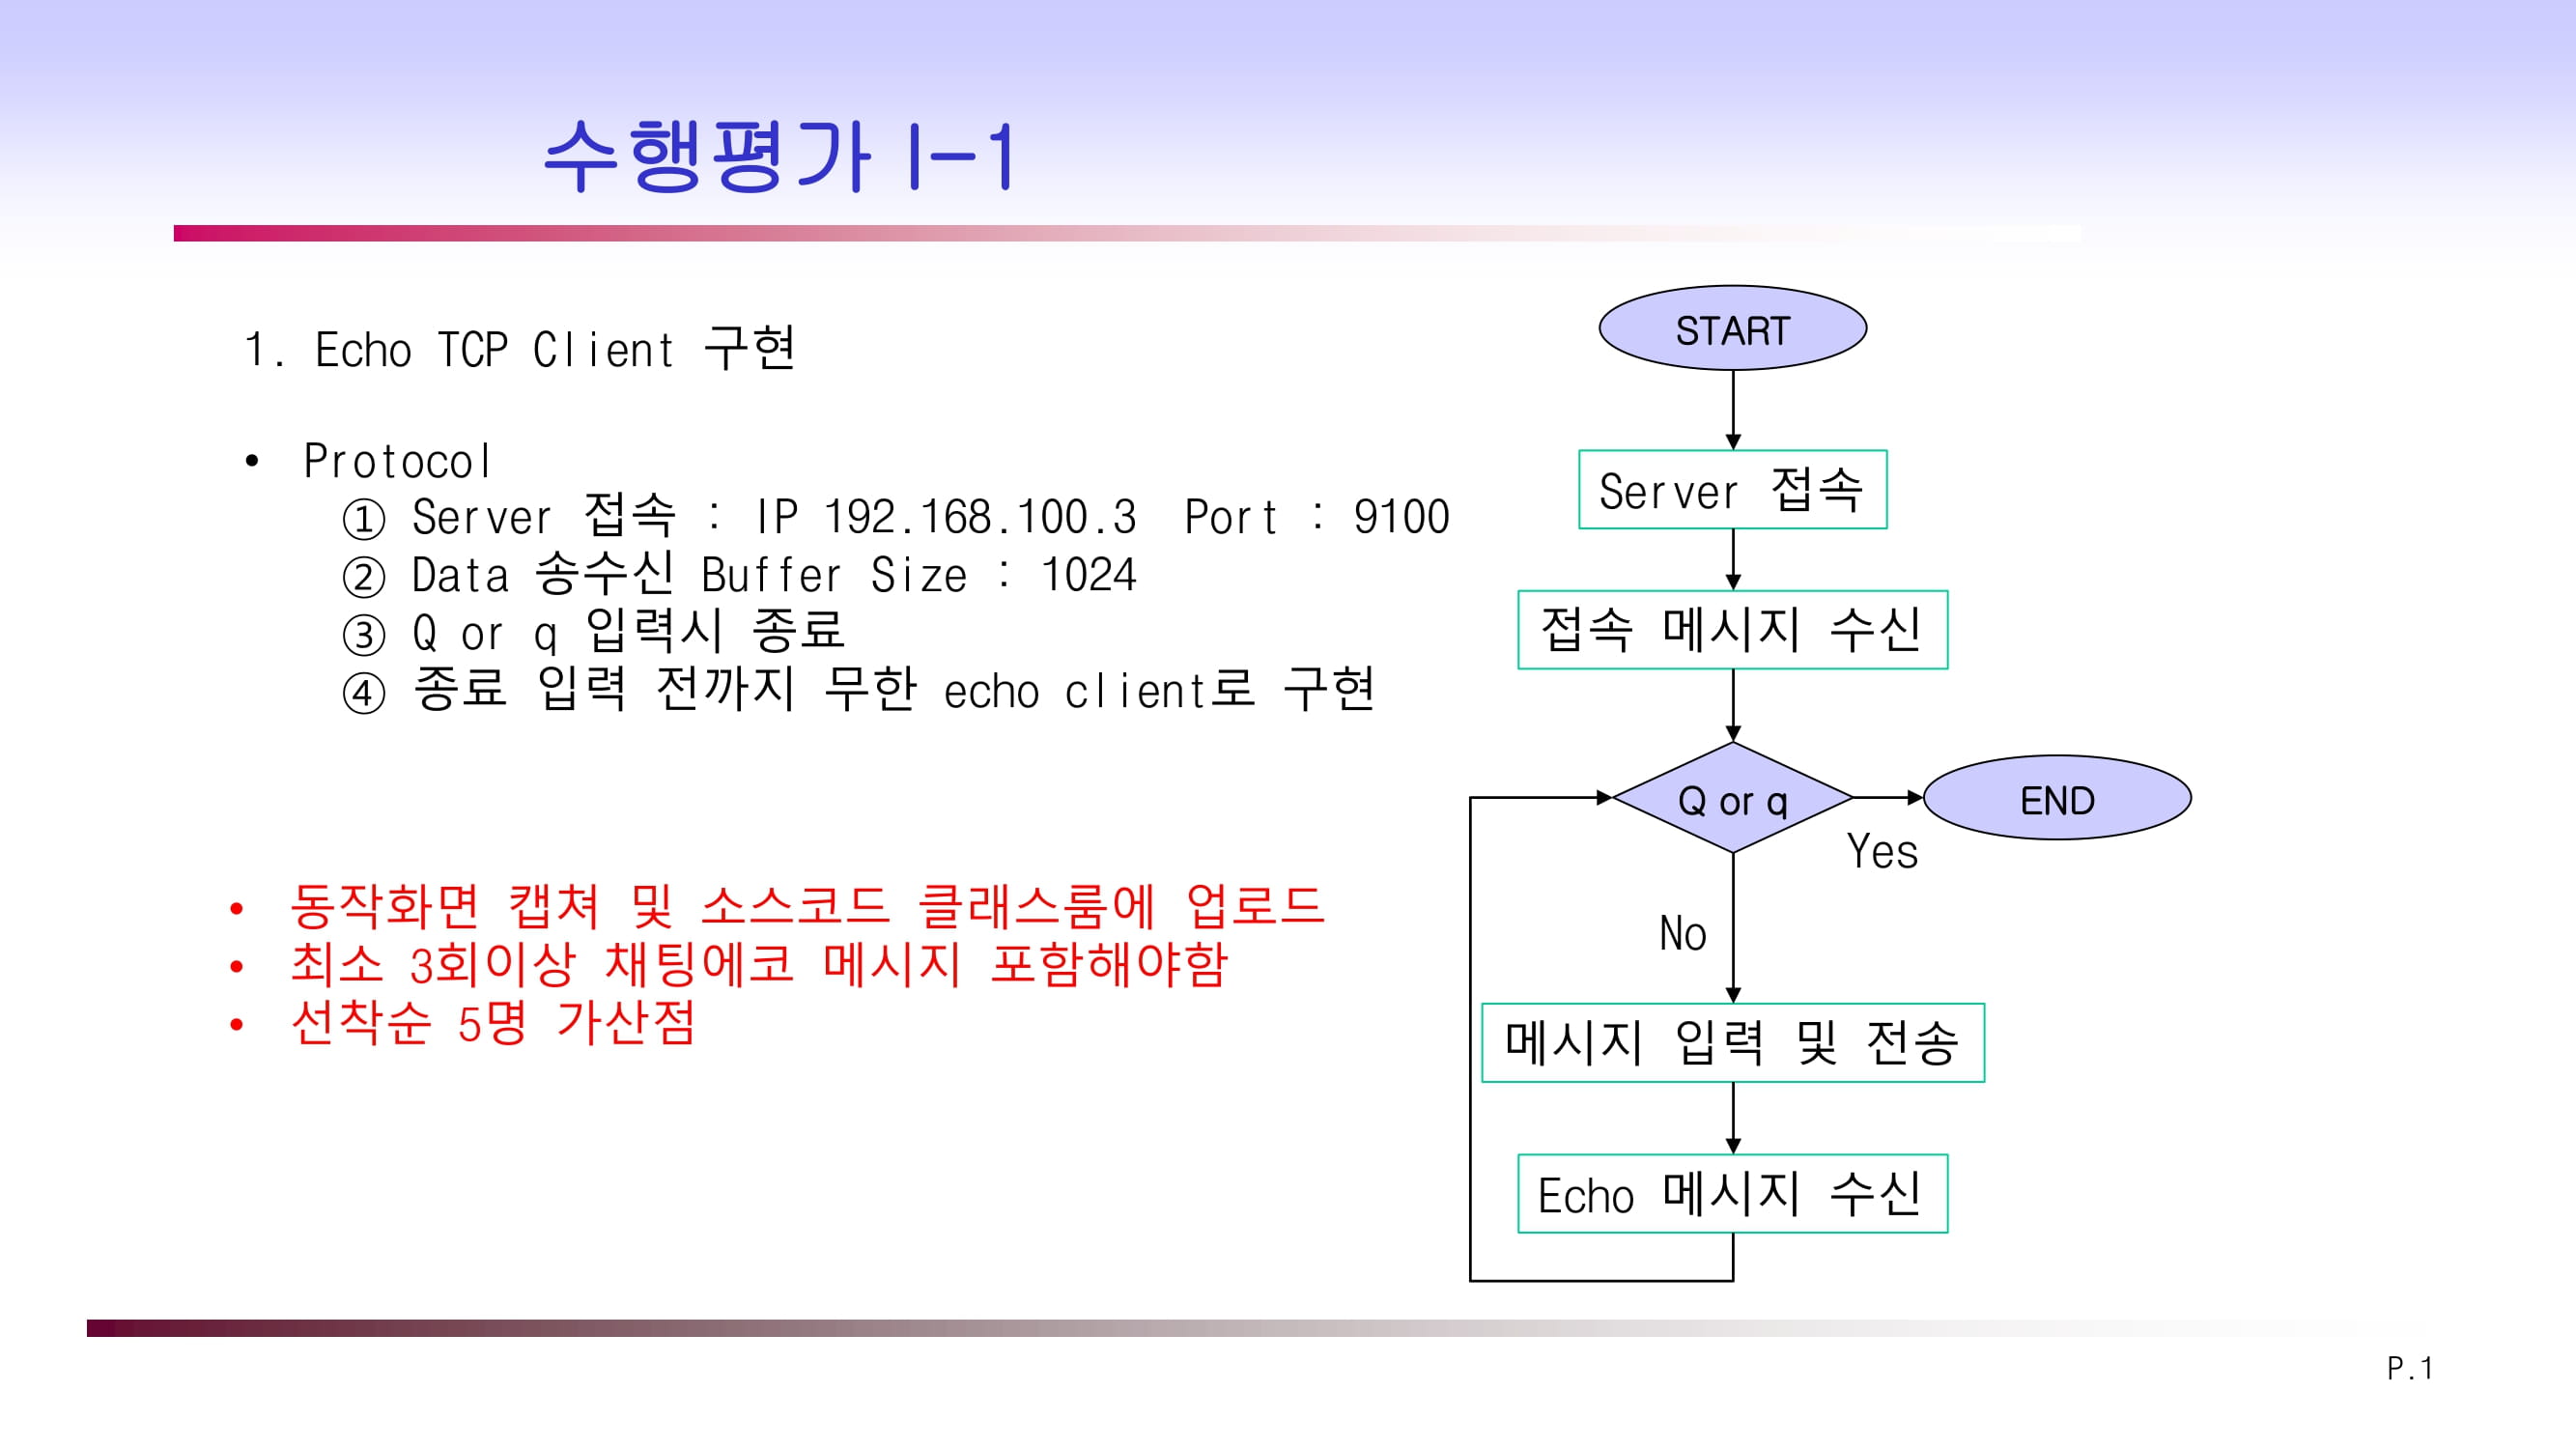 수행평가 I-1
1. Echo TCP Client 구현
• Protocol
① Server 접속 : IP 192.168.100.3 Port : 9100
② Data 송수신 Buffer Size : 1024
③ Q or q 입력시 종료
④ 종료 입력 전까지 무한 echo client로 구현
• 동작화면 캡쳐 및 소스코드 클래스룸에 업로드
• 최소 3회이상 채팅에코 메시지 포함해야함
• 선착순 5명 가산점
START
Server 접속
접속 메시지 수신
Q or q
END
Yes
No
메시지 입력 및 전송
Echo 메시지 수신
P.1